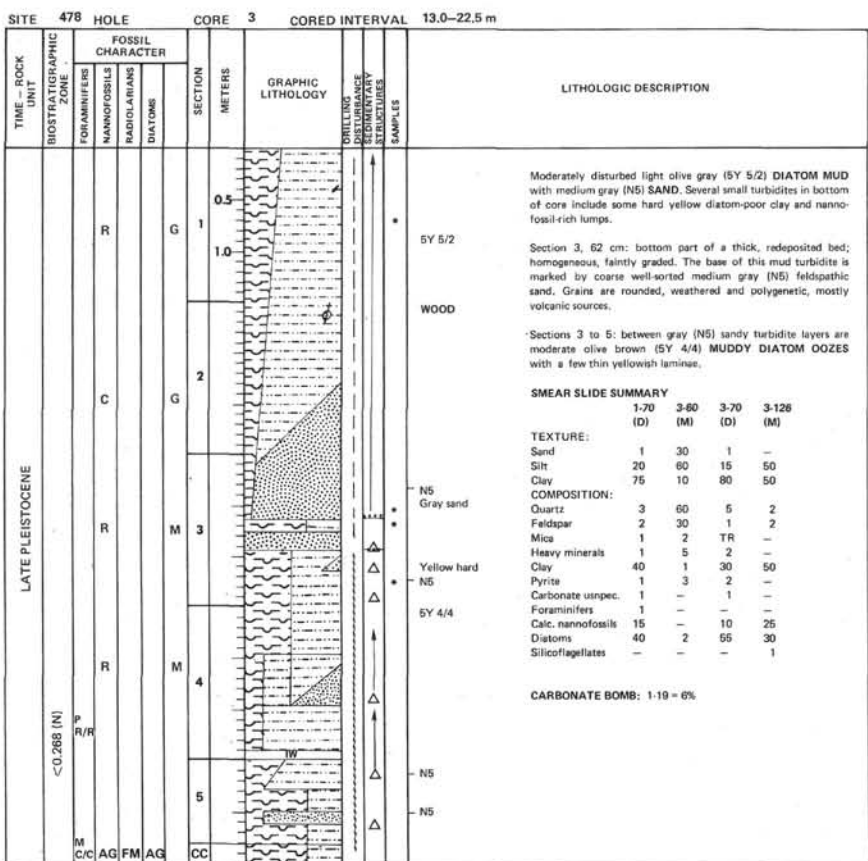 SITE 478 HOLE CORE 3 CORED INTERVAL 13.0–22.5 m
TIME – ROCK UNIT
BIOSTRATIGRAPHIC ZONE
FOSSIL CHARACTER
FORAMINIFERS
NANNOFOSSILS
RADIOLARIANS
DIATOMS
SECTION
METERS
GRAPHIC LITHOLOGY
DRILLING DISTURBANCE
SEDIMENTARY STRUCTURES
SAMPLES
LITHOLOGIC DESCRIPTION
LATE PLEISTOCENE
<0.268 (N)
R G 1 0.5 1.0 * 5Y 5/2
WOOD
C G 2
N5
Gray sand
*
R M 3 *
Yellow hard
* N5
5Y 4/4
R M 4
P
R/R
IW
N5
5
N5
M
C/C AG FM AG CC
Moderately disturbed light olive gray (5Y 5/2) DIATOM MUD
with medium gray (N5) SAND. Several small turbidites in bottom
of core include some hard yellow diatom-poor clay and nanno-
fossil-rich lumps.
Section 3, 62 cm: bottom part of a thick, redeposited bed;
homogeneous, faintly graded. The base of this mud turbidite is
marked by coarse well-sorted medium gray (N5) feldspathic
sand. Grains are rounded, weathered and polygenetic, mostly
volcanic sources.
Sections 3 to 5: between gray (N5) sandy turbidite layers are
moderate olive brown (5Y 4/4) MUDDY DIATOM OOZES
with a few thin yellowish laminae.
SMEAR SLIDE SUMMARY
1-70 3-60 3-70 3-126
(D) (M) (D) (M)
TEXTURE:
Sand 1 30 1 –
Silt 20 60 15 50
Clay 75 10 80 50
COMPOSITION:
Quartz 3 60 5 2
Feldspar 2 30 1 2
Mica 1 2 TR –
Heavy minerals 1 5 2 –
Clay 40 1 30 50
Pyrite 1 3 2 –
Carbonate usnpec. 1 – 1 –
Foraminifers 1 – – –
Calc. nannofossils 15 – 10 25
Diatoms 40 2 55 30
Silicoflagellates – – – 1
CARBONATE BOMB: 1-19 = 6%